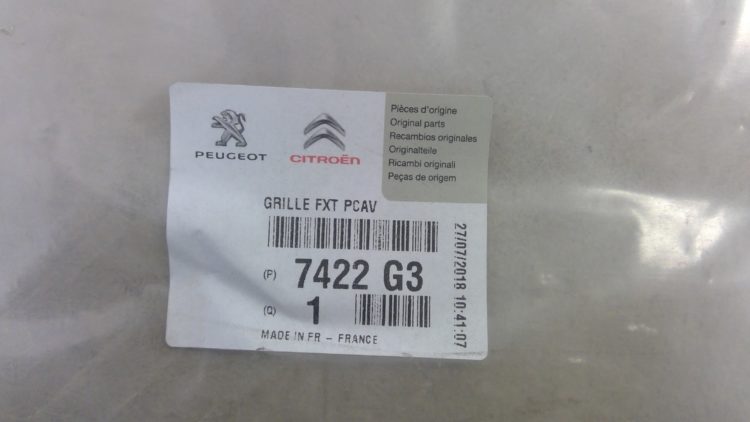 PEUGEOT
CITROËN
Pièces d'origine
Original parts
Recambios originales
Originalteile
Ricambi originali
Peças de origem
GRILLE FXT PCAV
(P) 7422 G3
(Q) 1
MADE IN FR - FRANCE
27/07/2018 10:41:07